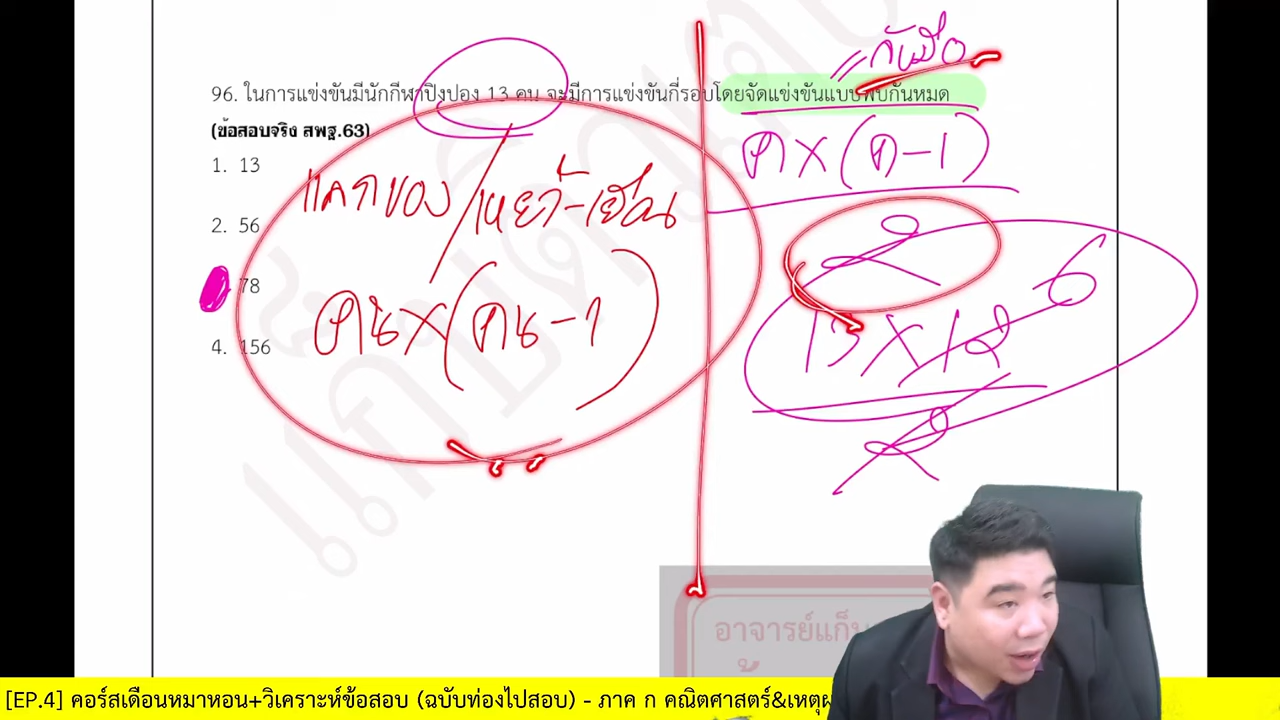 96. ในการแข่งขันมีนักกีฬาปิงปอง 13 คน จะมีการแข่งขันกี่รอบโดยจัดแข่งขันแบบพบกันหมด
(ข้อสอบจริง สพฐ.63)
1. 13
2. 56
78
4. 156
แลกของ/เหย้า-เยือน
คน×(คน-1)
=จับมือ
ค×(ค-1)
2
13×12 6
2
อาจารย์แก็บ
[EP.4] คอร์สเดือนหมาหอน+วิเคราะห์ข้อสอบ (ฉบับท่องไปสอบ) - ภาค ก คณิตศาสตร์&เหตุผ